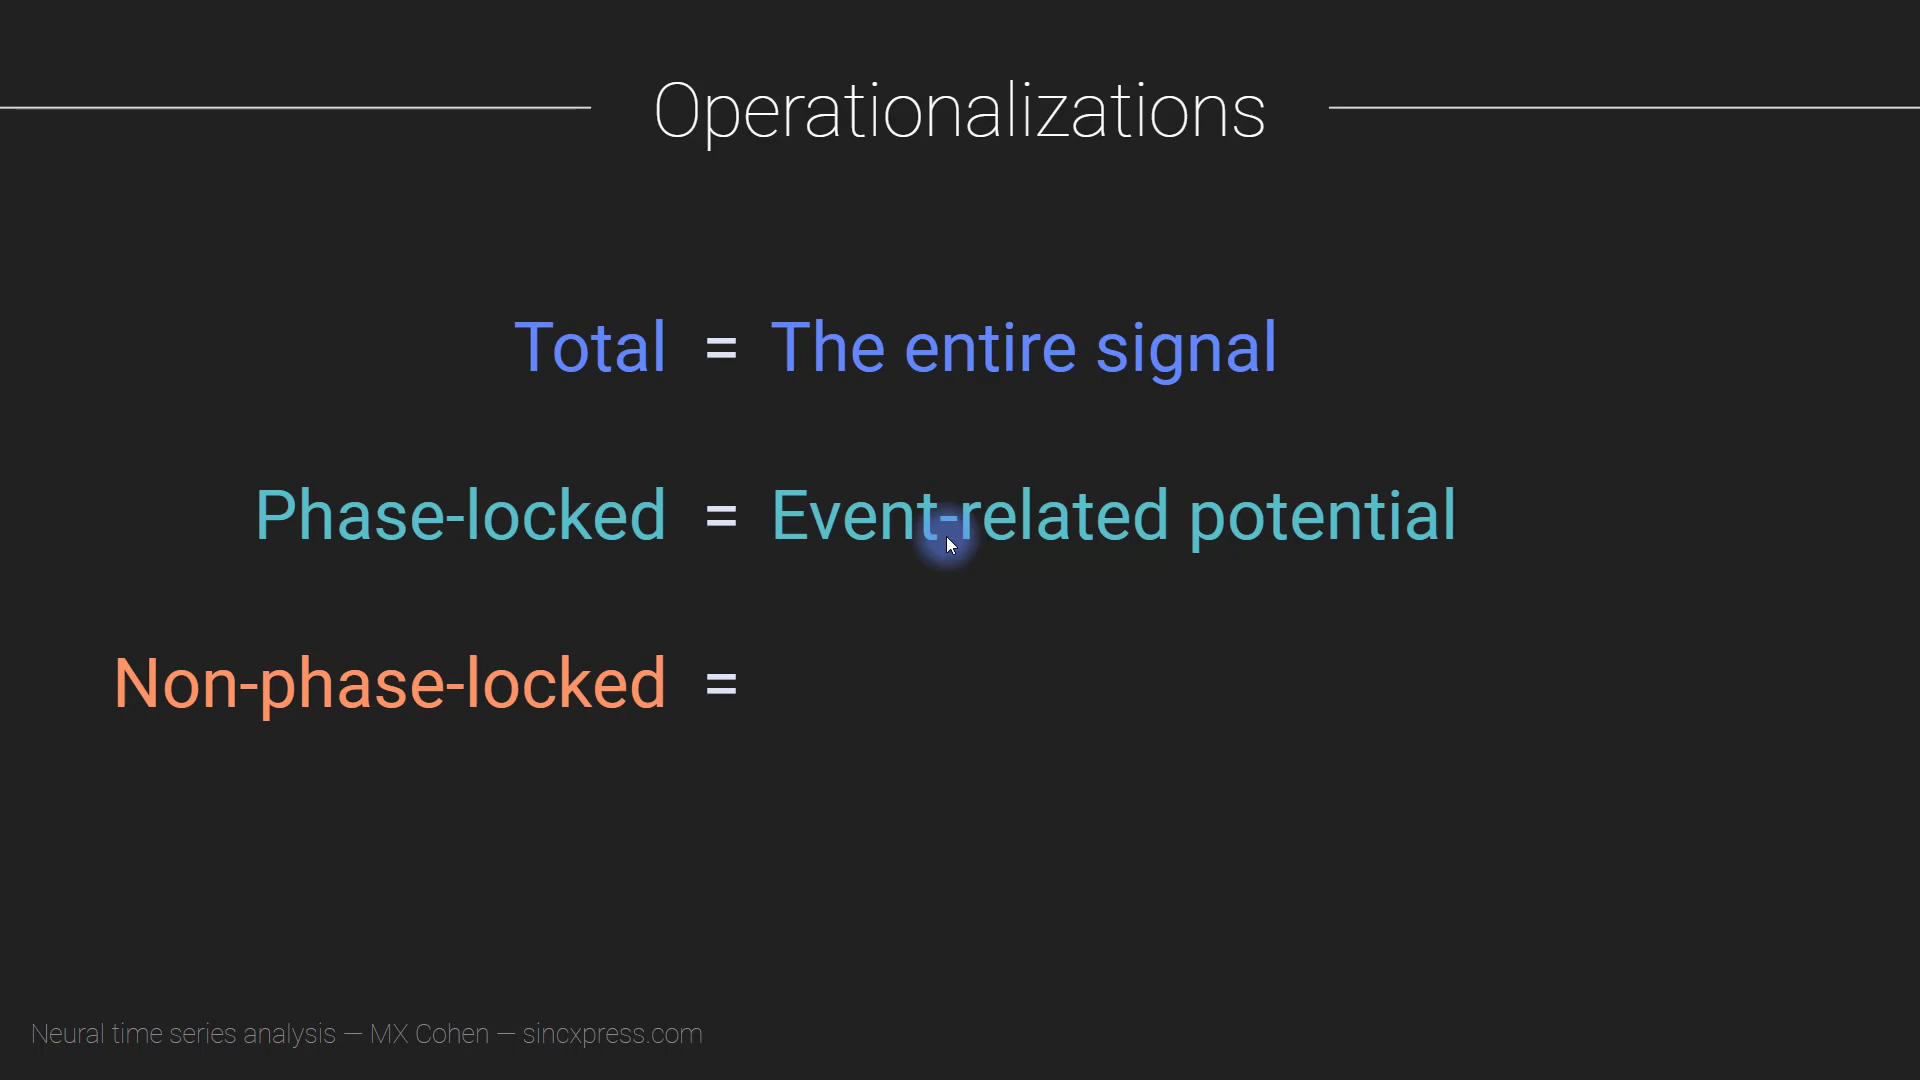 Operationalizations
Total = The entire signal
Phase-locked = Event-related potential
Non-phase-locked =
Neural time series analysis — MX Cohen — sincxpress.com